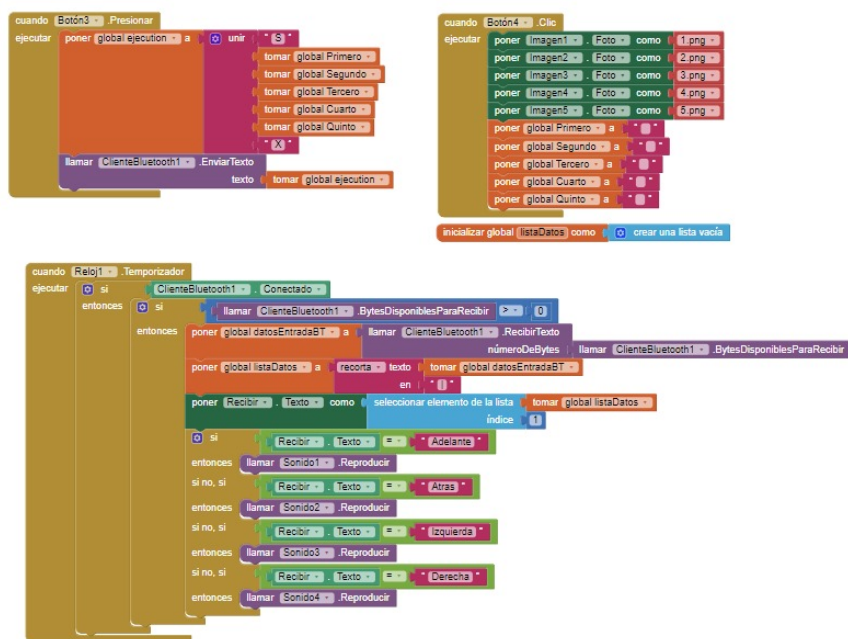 cuando Botón3 .Presionar
ejecutar poner global ejecution a unir " S "
tomar global Primero
tomar global Segundo
tomar global Tercero
tomar global Cuarto
tomar global Quinto
" X "
llamar ClienteBluetooth1 .EnviarTexto
texto tomar global ejecution
cuando Botón4 .Clic
ejecutar poner Imagen1 . Foto como 1.png
poner Imagen2 . Foto como 2.png
poner Imagen3 . Foto como 3.png
poner Imagen4 . Foto como 4.png
poner Imagen5 . Foto como 5.png
poner global Primero a " "
poner global Segundo a " "
poner global Tercero a " "
poner global Cuarto a " "
poner global Quinto a " "
inicializar global listaDatos como crear una lista vacía
cuando Reloj1 .Temporizador
ejecutar si ClienteBluetooth1 . Conectado
entonces si llamar ClienteBluetooth1 .BytesDisponiblesParaRecibir > 0
entonces poner global datosEntradaBT a llamar ClienteBluetooth1 .RecibirTexto
númeroDeBytes llamar ClienteBluetooth1 .BytesDisponiblesParaRecibir
poner global listaDatos a recorta texto tomar global datosEntradaBT
en " | "
poner Recibir . Texto como seleccionar elemento de la lista tomar global listaDatos
índice 1
si Recibir . Texto = " Adelante "
entonces llamar Sonido1 .Reproducir
si no, si Recibir . Texto = " Atras "
entonces llamar Sonido2 .Reproducir
si no, si Recibir . Texto = " Izquierda "
entonces llamar Sonido3 .Reproducir
si no, si Recibir . Texto = " Derecha "
entonces llamar Sonido4 .Reproducir